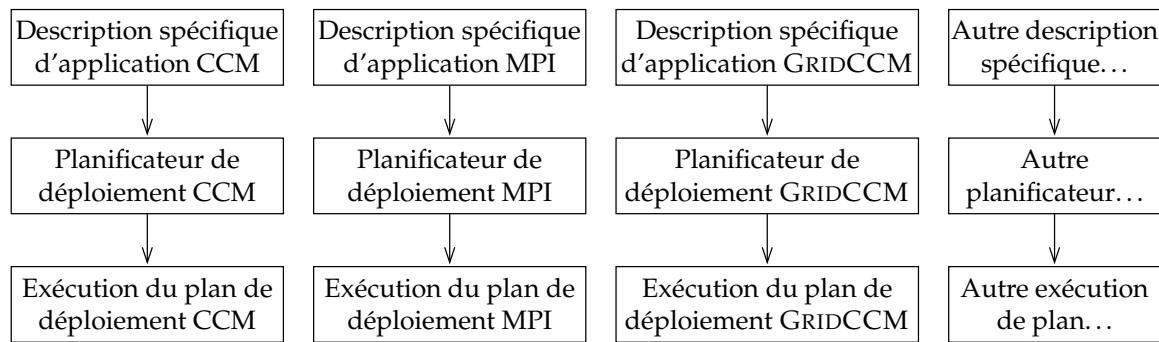 Description spécifique
d'application CCM
Description spécifique
d'application MPI
Description spécifique
d'application GRIDCCM
Autre description
spécifique...
Planificateur de
déploiement CCM
Planificateur de
déploiement MPI
Planificateur de
déploiement GRIDCCM
Autre
planificateur...
Exécution du plan de
déploiement CCM
Exécution du plan de
déploiement MPI
Exécution du plan de
déploiement GRIDCCM
Autre exécution
de plan...